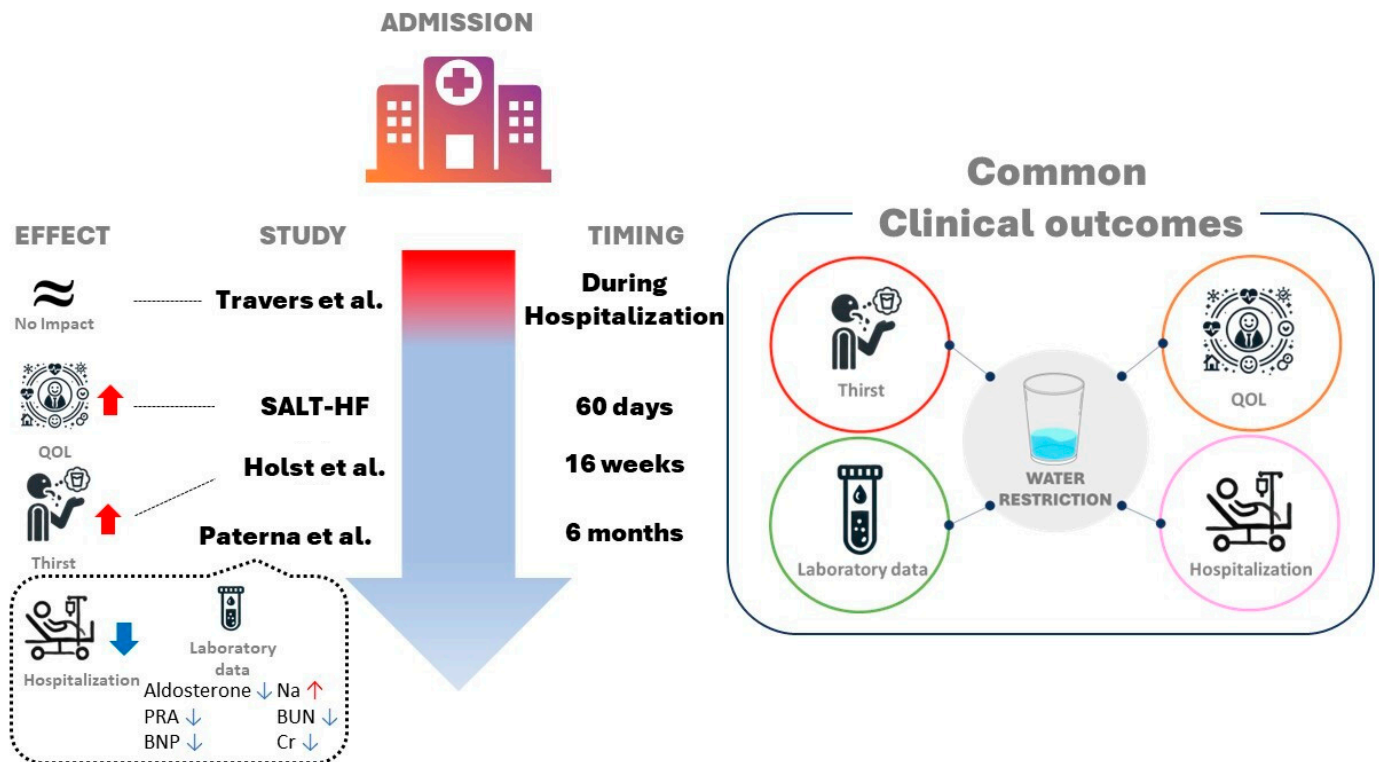 ADMISSION
EFFECT
STUDY
TIMING
No Impact
Travers et al.
During
Hospitalization
QOL
SALT-HF
60 days
Thirst
Holst et al.
16 weeks
Paterna et al.
6 months
Hospitalization
Laboratory
data
Aldosterone ↓ Na ↑
PRA ↓ BUN ↓
BNP ↓ Cr ↓
Common
Clinical outcomes
Thirst
QOL
WATER
RESTRICTION
Laboratory data
Hospitalization